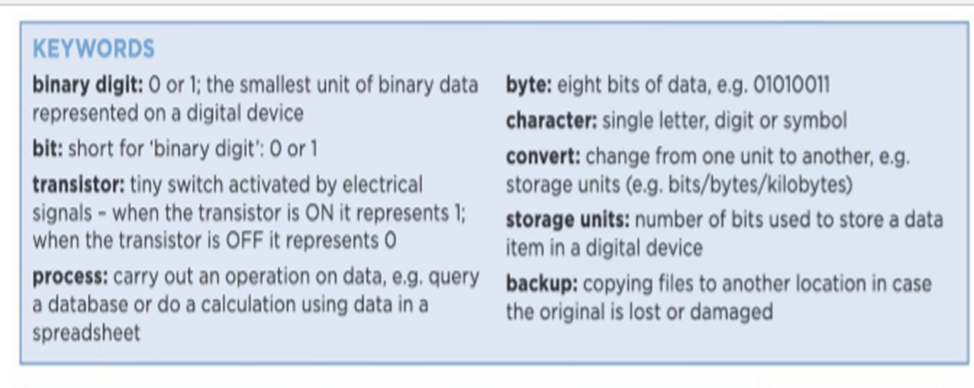 KEYWORDS
binary digit: 0 or 1; the smallest unit of binary data
represented on a digital device
bit: short for ‘binary digit’: 0 or 1
transistor: tiny switch activated by electrical
signals – when the transistor is ON it represents 1;
when the transistor is OFF it represents 0
process: carry out an operation on data, e.g. query
a database or do a calculation using data in a
spreadsheet
byte: eight bits of data, e.g. 01010011
character: single letter, digit or symbol
convert: change from one unit to another, e.g.
storage units (e.g. bits/bytes/kilobytes)
storage units: number of bits used to store a data
item in a digital device
backup: copying files to another location in case
the original is lost or damaged